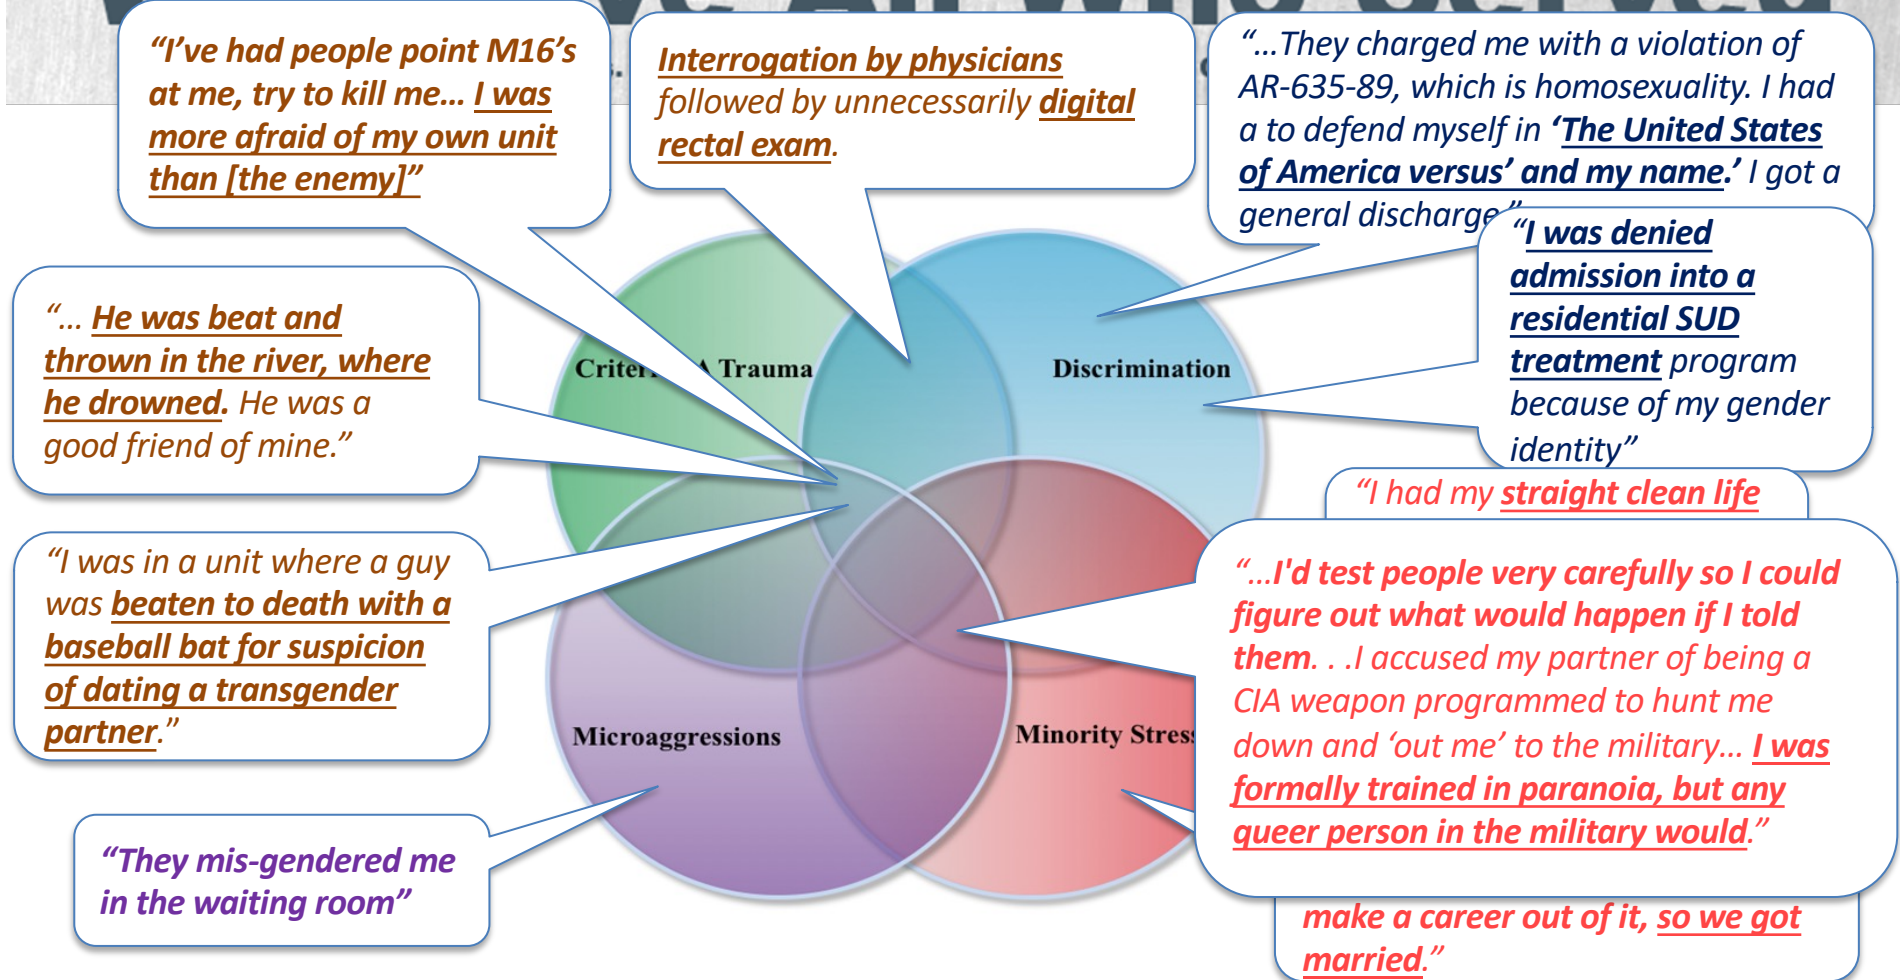 “I’ve had people point M16’s
at me, try to kill me… I was
more afraid of my own unit
than [the enemy]”
Interrogation by physicians
followed by unnecessarily digital
rectal exam.
“…They charged me with a violation of
AR-635-89, which is homosexuality. I had
a to defend myself in ‘The United States
of America versus’ and my name.’ I got a
general discharge.”
“I was denied
admission into a
residential SUD
treatment program
because of my gender
identity”
“… He was beat and
thrown in the river, where
he drowned. He was a
good friend of mine.”
Trauma
Discrimination
“I was in a unit where a guy
was beaten to death with a
baseball bat for suspicion
of dating a transgender
partner.”
“I had my straight clean life
“…I'd test people very carefully so I could
figure out what would happen if I told
them. . .I accused my partner of being a
CIA weapon programmed to hunt me
down and ‘out me’ to the military… I was
formally trained in paranoia, but any
queer person in the military would.”
Microaggressions
Minority Stress
“They mis-gendered me
in the waiting room”
make a career out of it, so we got
married.”